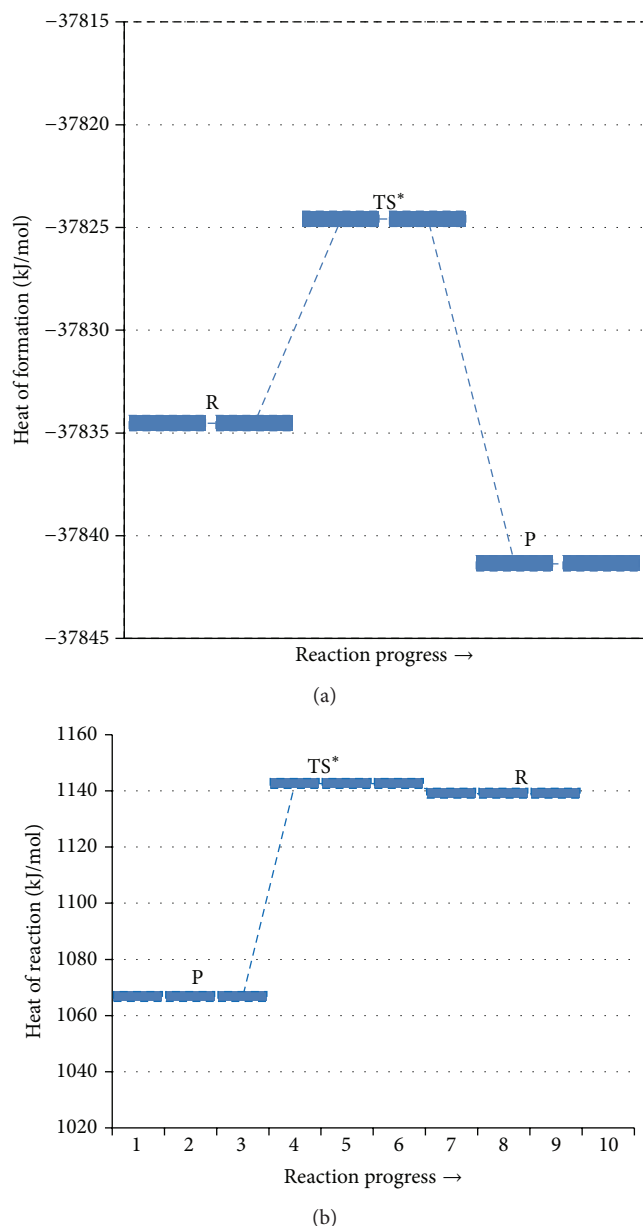 −37815
−37820
−37825
−37830
−37835
−37840
−37845
Heat of formation (kJ/mol)
TS*
R
P
Reaction progress →
(a)
1160
1140
1120
1100
1080
1060
1040
1020
Heat of reaction (kJ/mol)
TS*
R
P
1 2 3 4 5 6 7 8 9 10
Reaction progress →
(b)